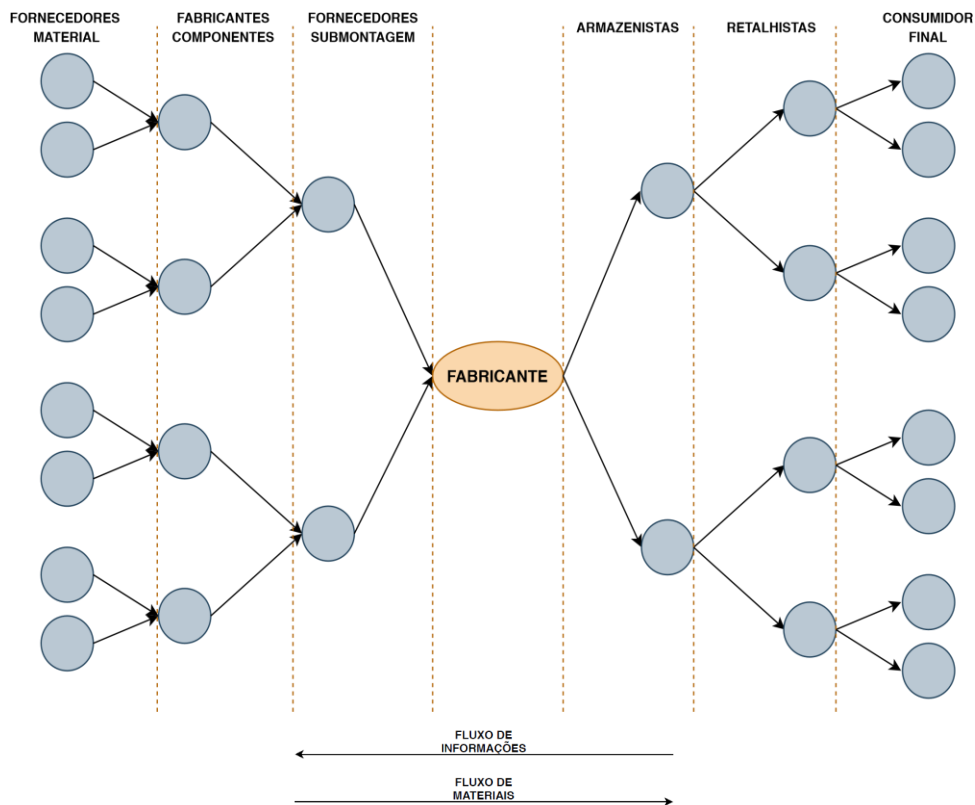 FORNECEDORES
MATERIAL
FABRICANTES
COMPONENTES
FORNECEDORES
SUBMONTAGEM
ARMAZENISTAS
RETALHISTAS
CONSUMIDOR
FINAL
FABRICANTE
FLUXO DE
INFORMAÇÕES
FLUXO DE
MATERIAIS